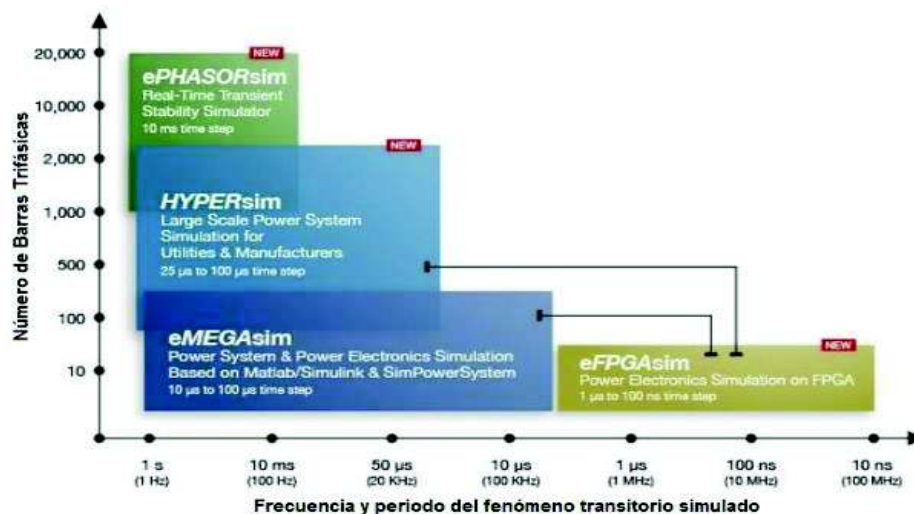 Número de Barras Trifásicas
20,000
10,000
2,000
1,000
500
100
10
NEW
ePHASORsim
Real-Time Transient
Stability Simulator
10 ms time step
NEW
HYPERsim
Large Scale Power System
Simulation for
Utilities & Manufacturers
25 µs to 100 µs time step
eMEGAsim
Power System & Power Electronics Simulation
Based on Matlab/Simulink & SimPowerSystem
10 µs to 100 µs time step
NEW
eFPGAsim
Power Electronics Simulation on FPGA
1 µs to 100 ns time step
1 s 10 ms 50 µs 10 µs 1 µs 100 ns 10 ns
(1 Hz) (100 Hz) (20 KHz) (100 KHz) (1 MHz) (10 MHz) (100 MHz)
Frecuencia y periodo del fenómeno transitorio simulado